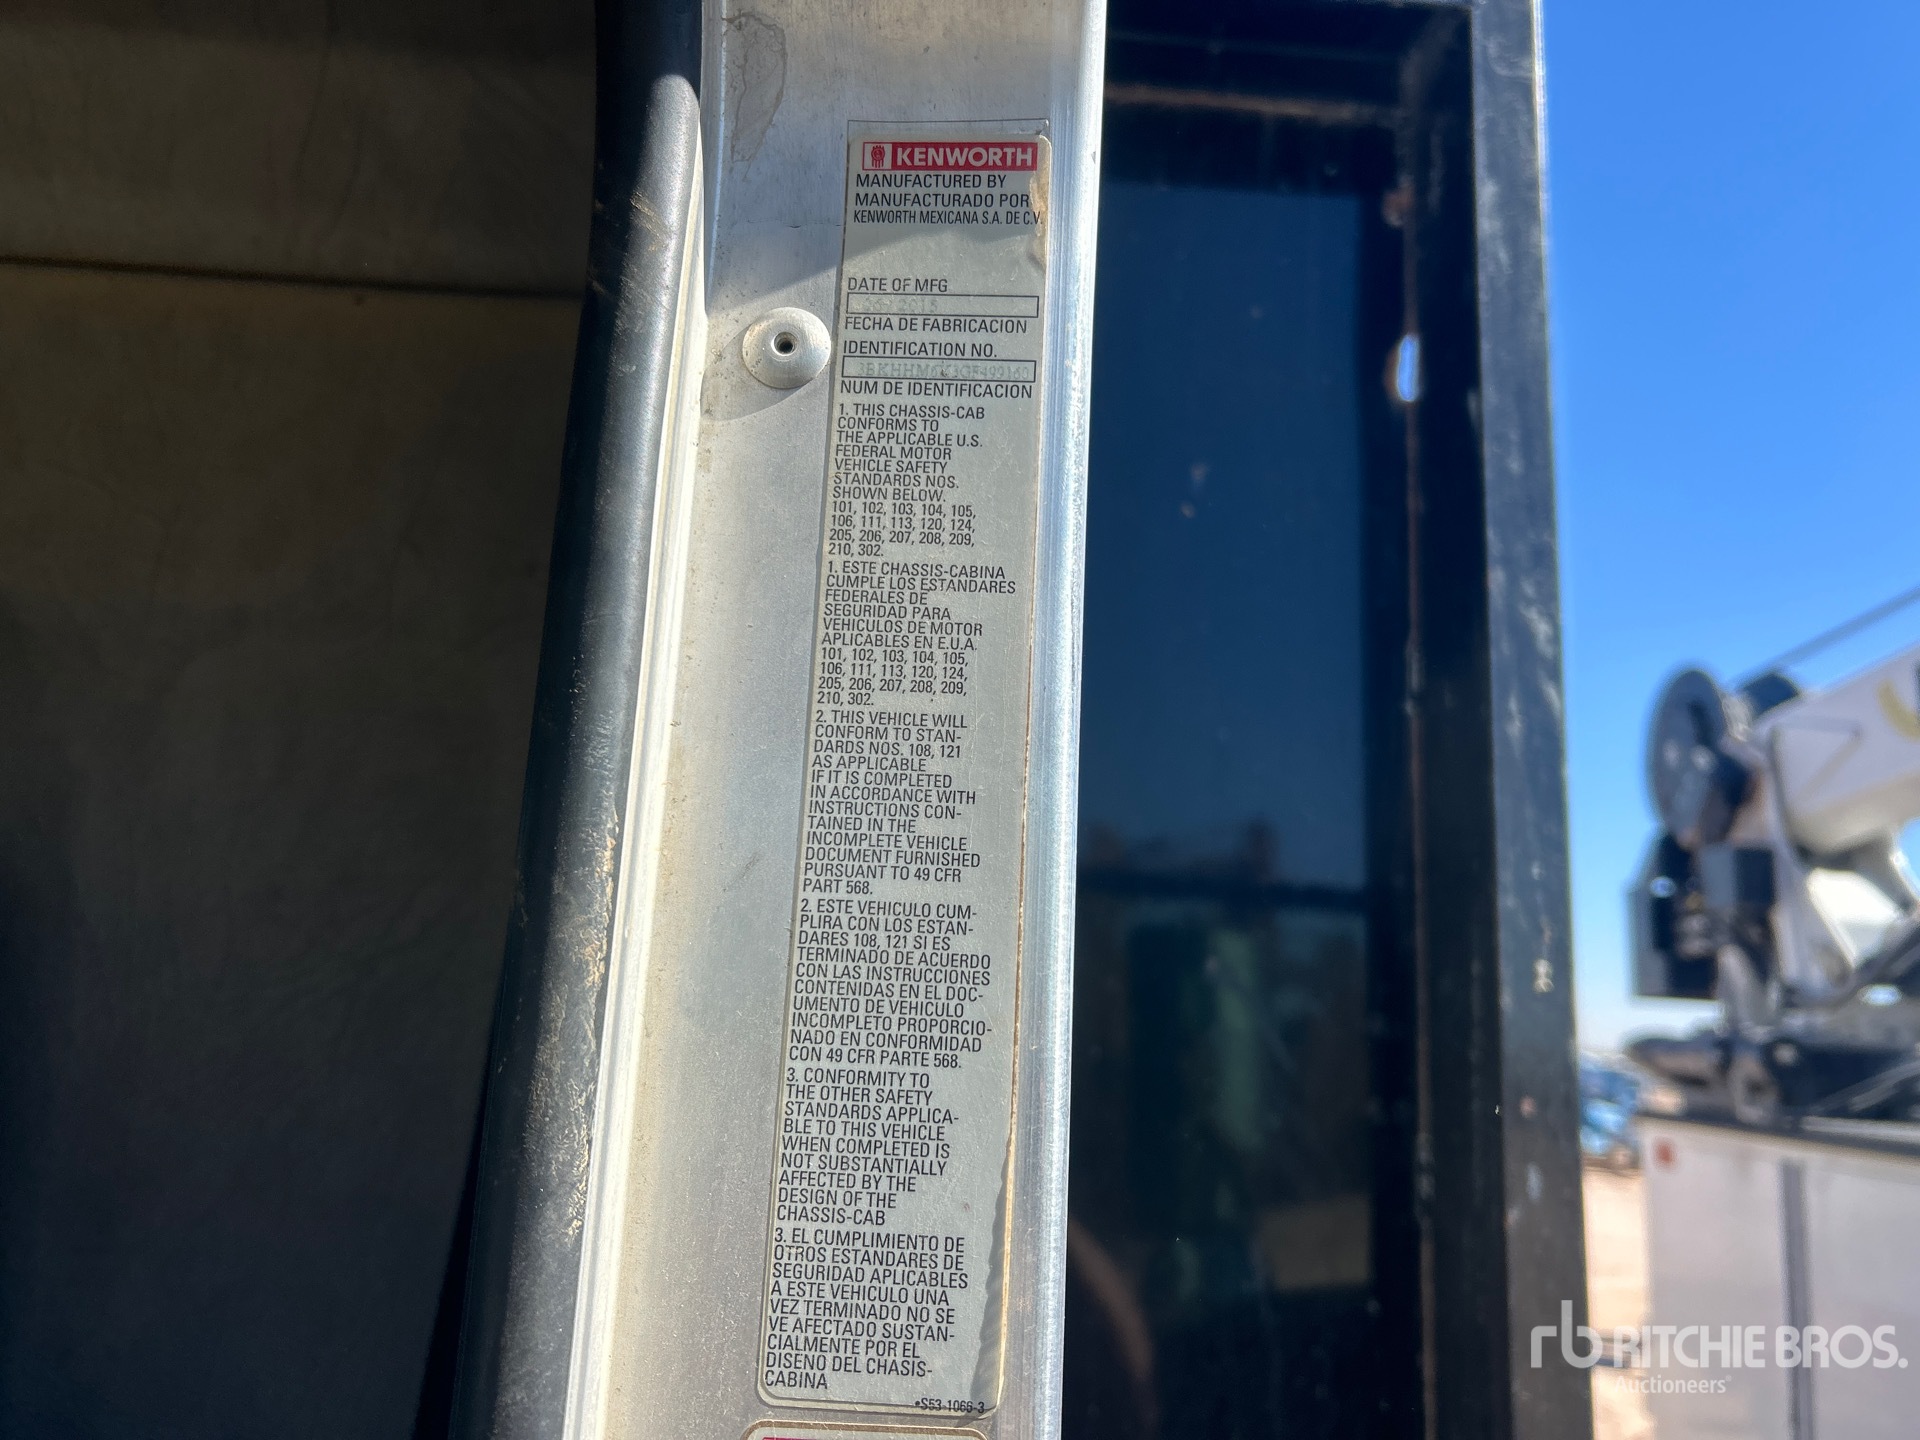 KENWORTH
MANUFACTURED BY
MANUFACTURADO POR
KENWORTH MEXICANA S.A. DE C.V.
DATE OF MFG
FECHA DE FABRICACION
IDENTIFICATION NO.
NUM DE IDENTIFICACION
1. THIS CHASSIS-CAB
CONFORMS TO
THE APPLICABLE U.S.
FEDERAL MOTOR
VEHICLE SAFETY
STANDARDS NOS.
SHOWN BELOW.
101, 102, 103, 104, 105,
106, 111, 113, 120, 124,
205, 206, 207, 208, 209,
210, 302.
1. ESTE CHASSIS-CABINA
CUMPLE LOS ESTANDARES
FEDERALES DE
SEGURIDAD PARA
VEHICULOS DE MOTOR
APLICABLES EN E.U.A.
101, 102, 103, 104, 105,
106, 111, 113, 120, 124,
205, 206, 207, 208, 209,
210, 302.
2. THIS VEHICLE WILL
CONFORM TO STAN-
DARDS NOS. 108, 121
AS APPLICABLE
IF IT IS COMPLETED
IN ACCORDANCE WITH
INSTRUCTIONS CON-
TAINED IN THE
INCOMPLETE VEHICLE
DOCUMENT FURNISHED
PURSUANT TO 49 CFR
PART 568.
2. ESTE VEHICULO CUM-
PLIRA CON LOS ESTAN-
DARES 108, 121 SI ES
TERMINADO DE ACUERDO
CON LAS INSTRUCCIONES
CONTENIDAS EN EL DOC-
UMENTO DE VEHICULO
INCOMPLETO PROPORCIO-
NADO EN CONFORMIDAD
CON 49 CFR PARTE 568.
3. CONFORMITY TO
THE OTHER SAFETY
STANDARDS APPLICA-
BLE TO THIS VEHICLE
WHEN COMPLETED IS
NOT SUBSTANTIALLY
AFFECTED BY THE
DESIGN OF THE
CHASSIS-CAB
3. EL CUMPLIMIENTO DE
OTROS ESTANDARES DE
SEGURIDAD APLICABLES
A ESTE VEHICULO UNA
VEZ TERMINADO NO SE
VE AFECTADO SUSTAN-
CIALMENTE POR EL
DISENO DEL CHASIS-
CABINA
•S53-1066-3
rb RITCHIE BROS.
Auctioneers